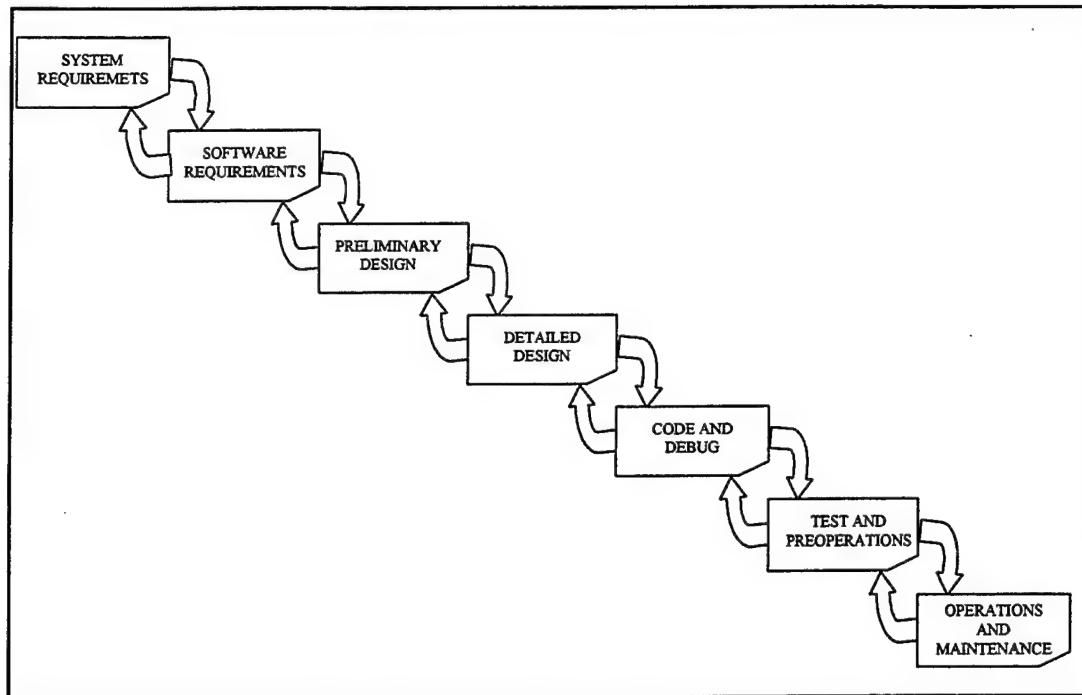 SYSTEM
REQUIREMETS
SOFTWARE
REQUIREMENTS
PRELIMINARY
DESIGN
DETAILED
DESIGN
CODE AND
DEBUG
TEST AND
PREOPERATIONS
OPERATIONS
AND
MAINTENANCE